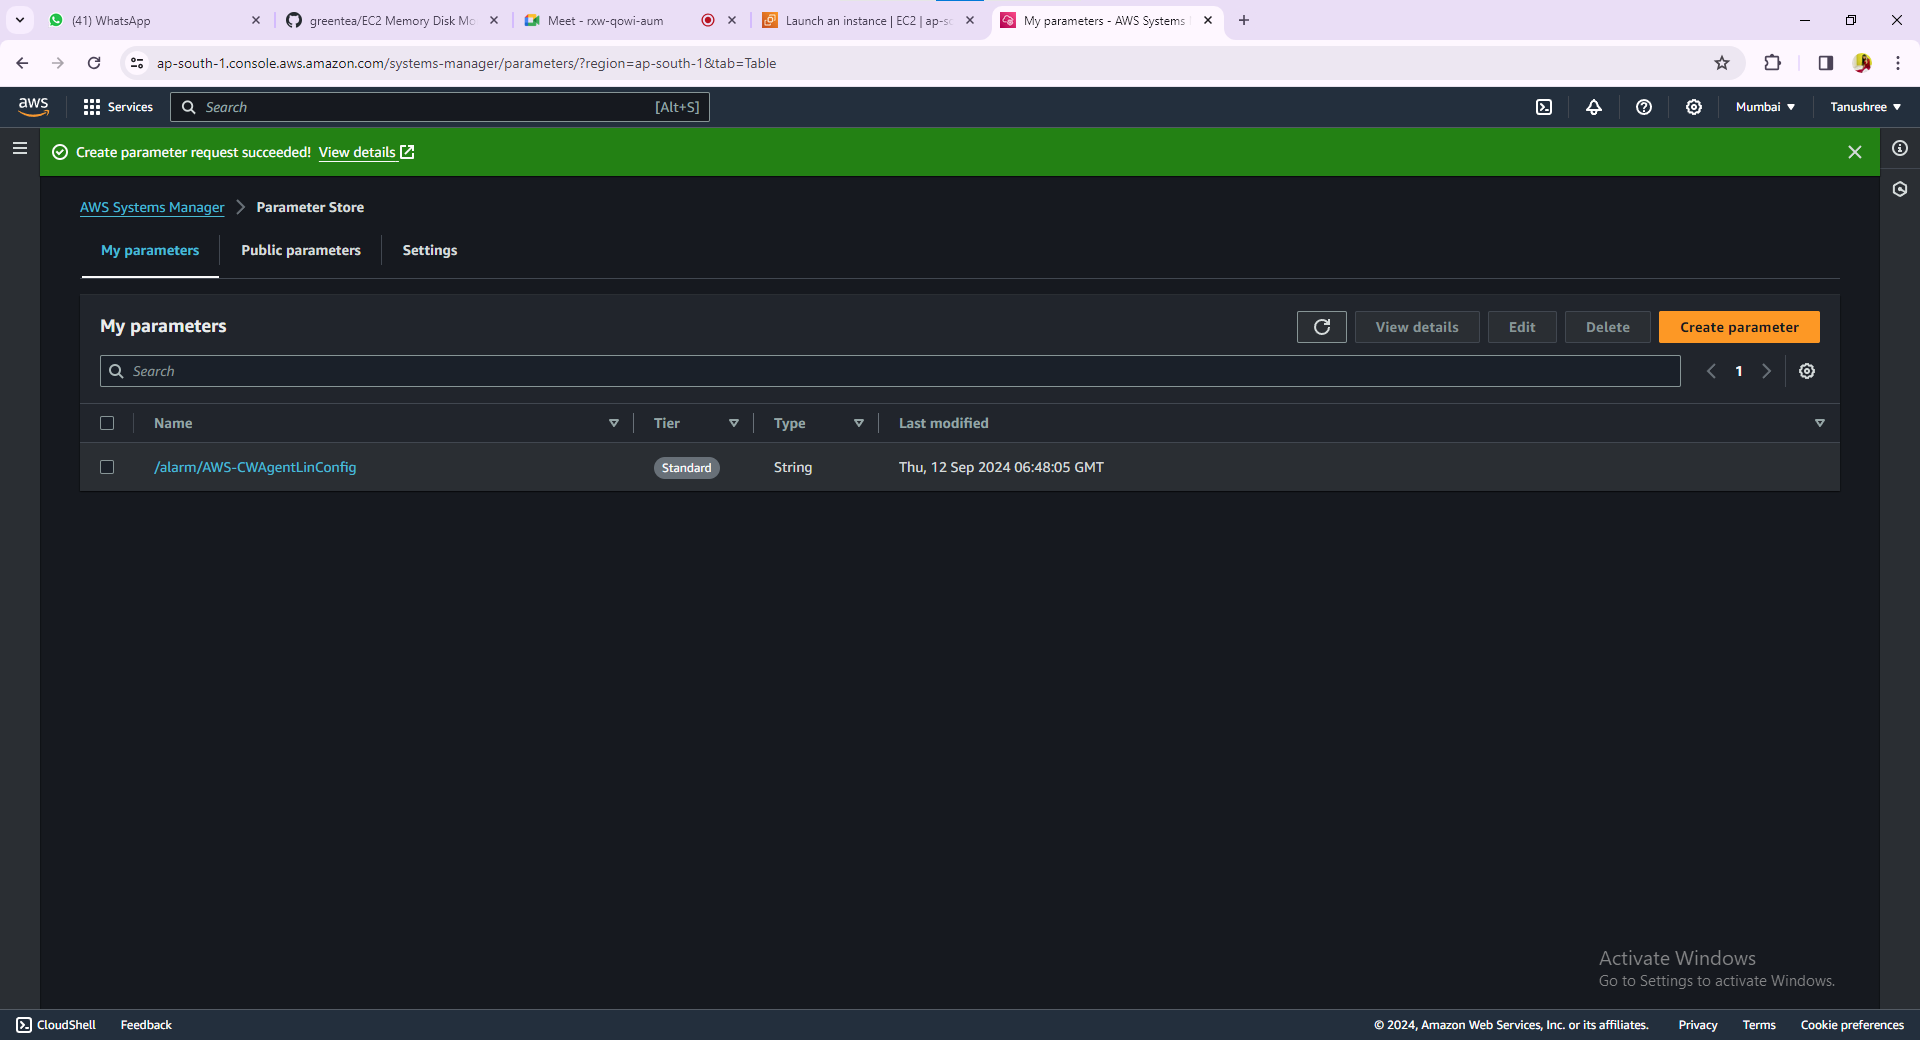 (41) WhatsApp
greentea/EC2 Memory Disk Mo
Meet - rxw-qowi-aum
Launch an instance | EC2 | ap-so
My parameters - AWS Systems
ap-south-1.console.aws.amazon.com/systems-manager/parameters/?region=ap-south-1&tab=Table
aws
Services
Search
[Alt+S]
Mumbai
Tanushree
Create parameter request succeeded! View details
AWS Systems Manager
Parameter Store
My parameters
Public parameters
Settings
My parameters
View details
Edit
Delete
Create parameter
Search
1
Name
Tier
Type
Last modified
/alarm/AWS-CWAgentLinConfig
Standard
String
Thu, 12 Sep 2024 06:48:05 GMT
Activate Windows
Go to Settings to activate Windows.
CloudShell
Feedback
© 2024, Amazon Web Services, Inc. or its affiliates.
Privacy
Terms
Cookie preferences